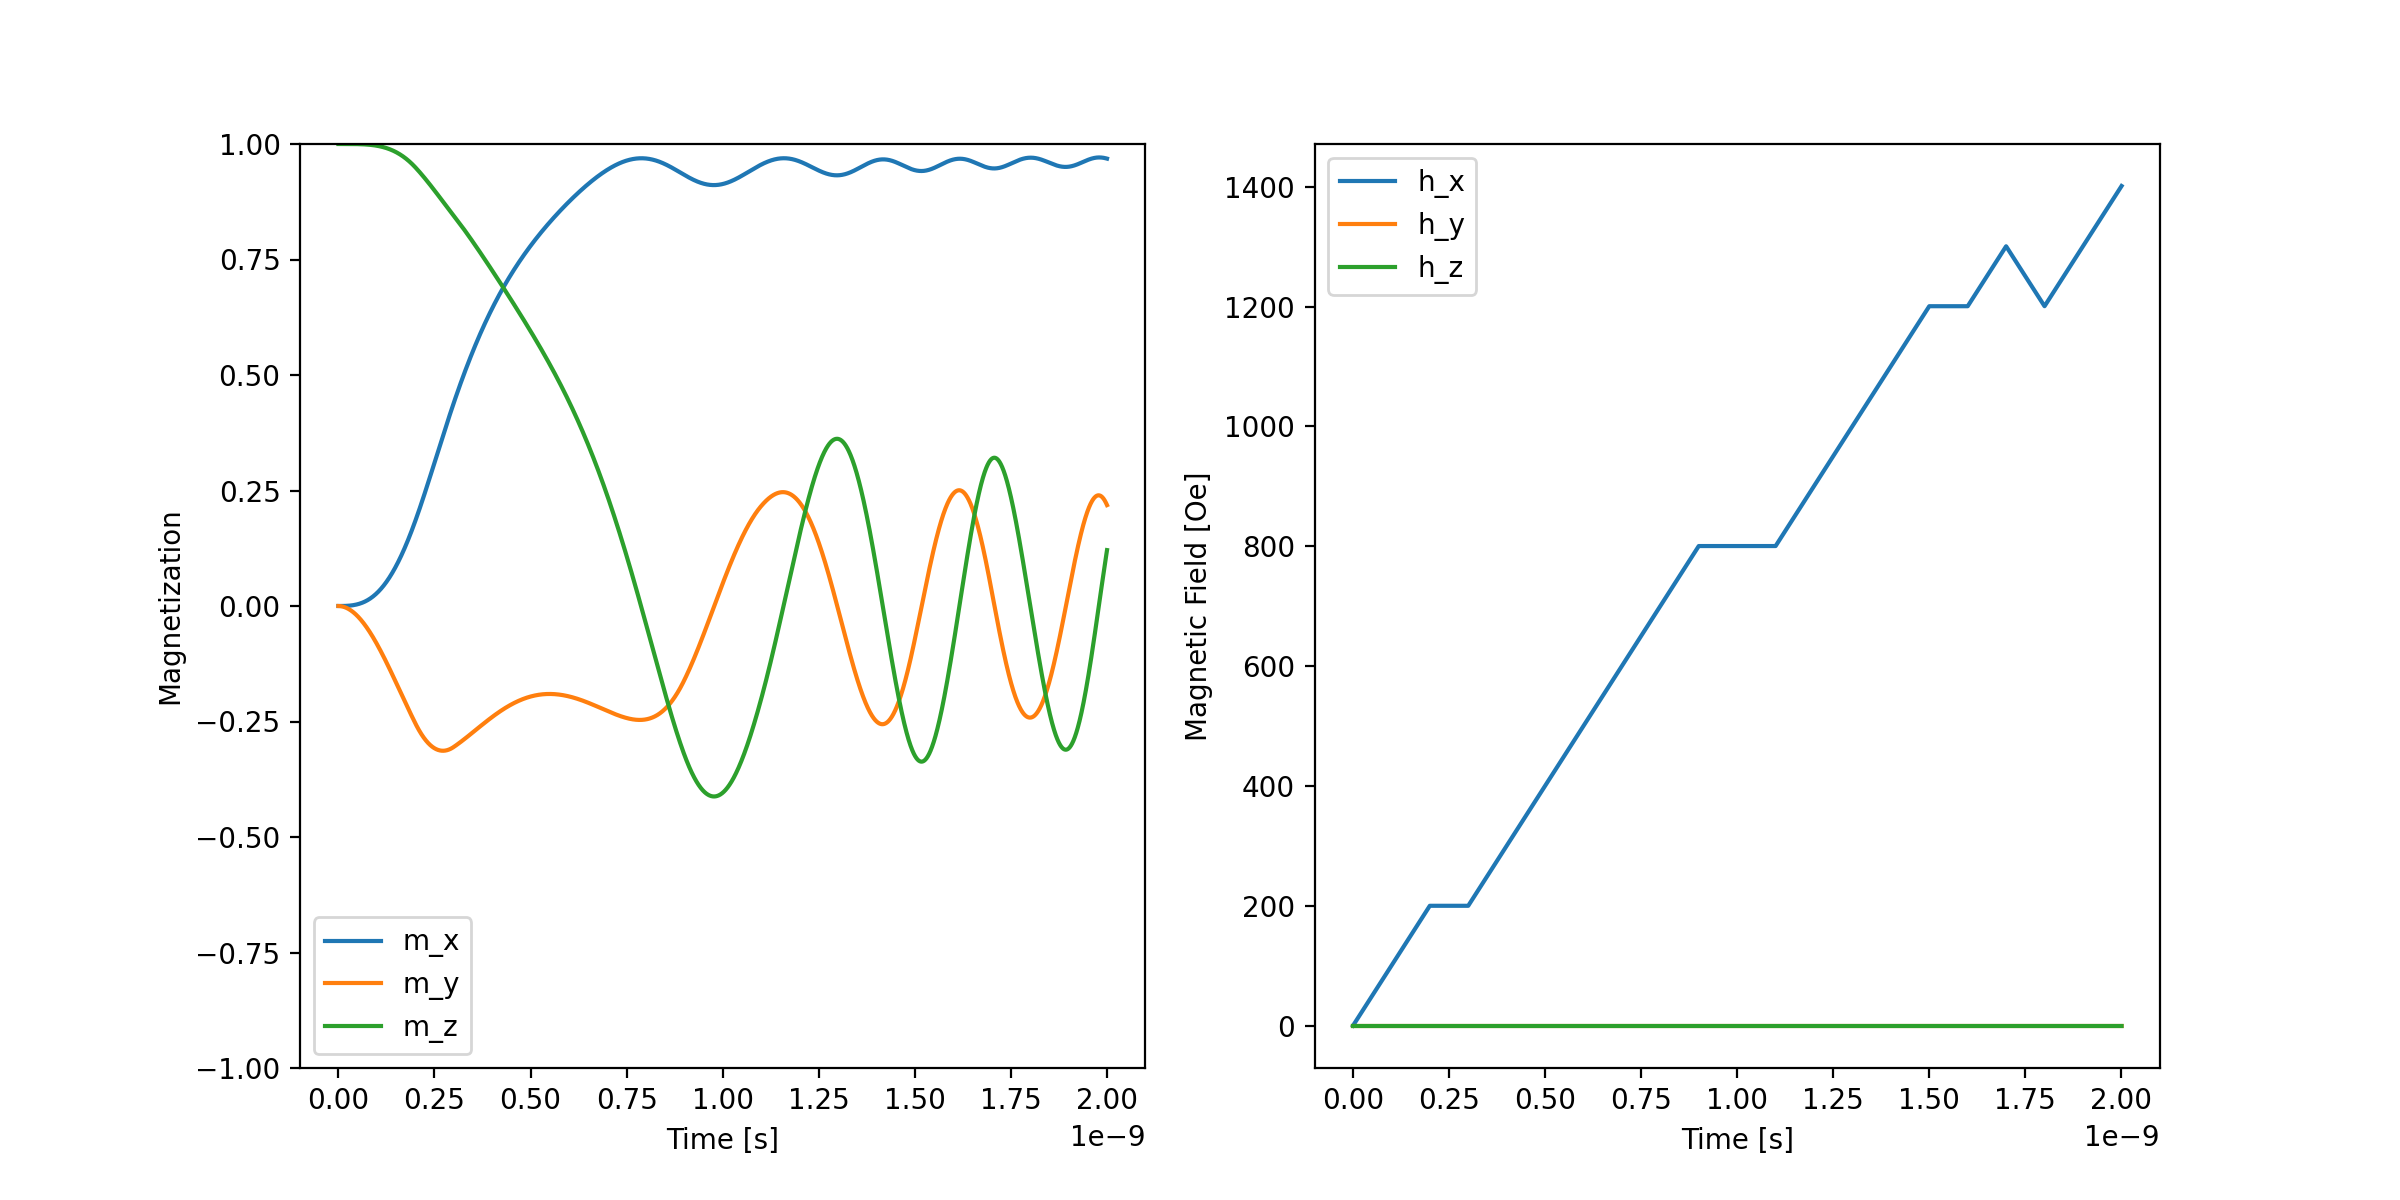 Magnetization
1.00
0.75
0.50
0.25
0.00
−0.25
−0.50
−0.75
−1.00
m_x
m_y
m_z
0.00 0.25 0.50 0.75 1.00 1.25 1.50 1.75 2.00
Time [s]
1e−9
Magnetic Field [Oe]
1400
1200
1000
800
600
400
200
0
h_x
h_y
h_z
0.00 0.25 0.50 0.75 1.00 1.25 1.50 1.75 2.00
Time [s]
1e−9